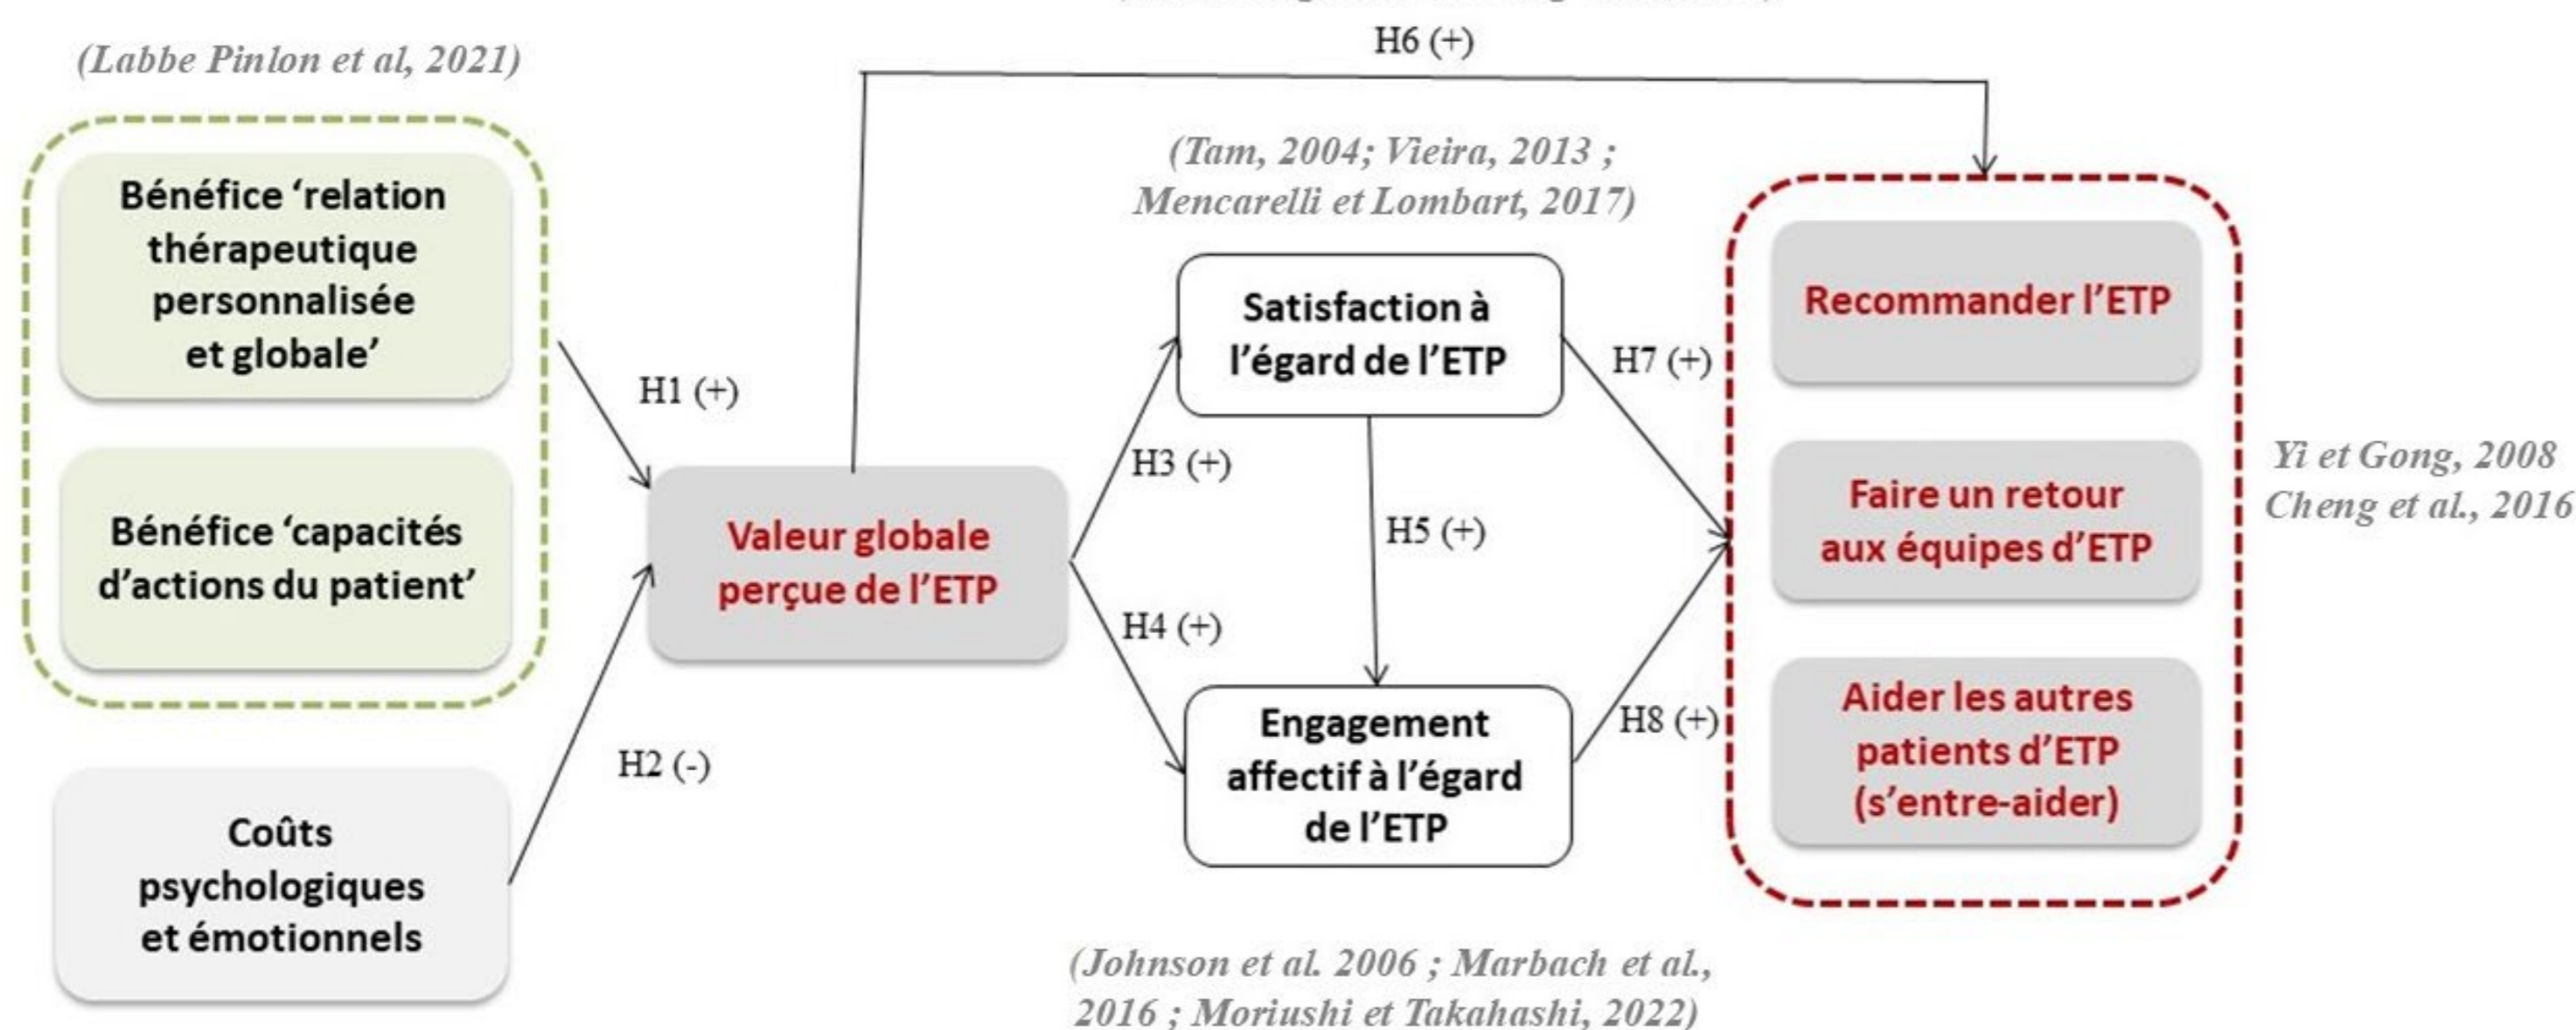 H6 (+)
(Labbe Pinlon et al, 2021)
Bénéfice ‘relation
thérapeutique
personnalisée
et globale’
Bénéfice ‘capacités
d’actions du patient’
Coûts
psychologiques
et émotionnels
H1 (+)
H2 (-)
Valeur globale
perçue de l’ETP
(Tam, 2004; Vieira, 2013 ;
Mencarelli et Lombart, 2017)
Satisfaction à
l’égard de l’ETP
H3 (+)
H4 (+)
H5 (+)
Engagement
affectif à l’égard
de l’ETP
(Johnson et al. 2006 ; Marbach et al.,
2016 ; Moriushi et Takahashi, 2022)
H7 (+)
H8 (+)
Recommander l’ETP
Faire un retour
aux équipes d’ETP
Aider les autres
patients d’ETP
(s’entre-aider)
Yi et Gong, 2008
Cheng et al., 2016